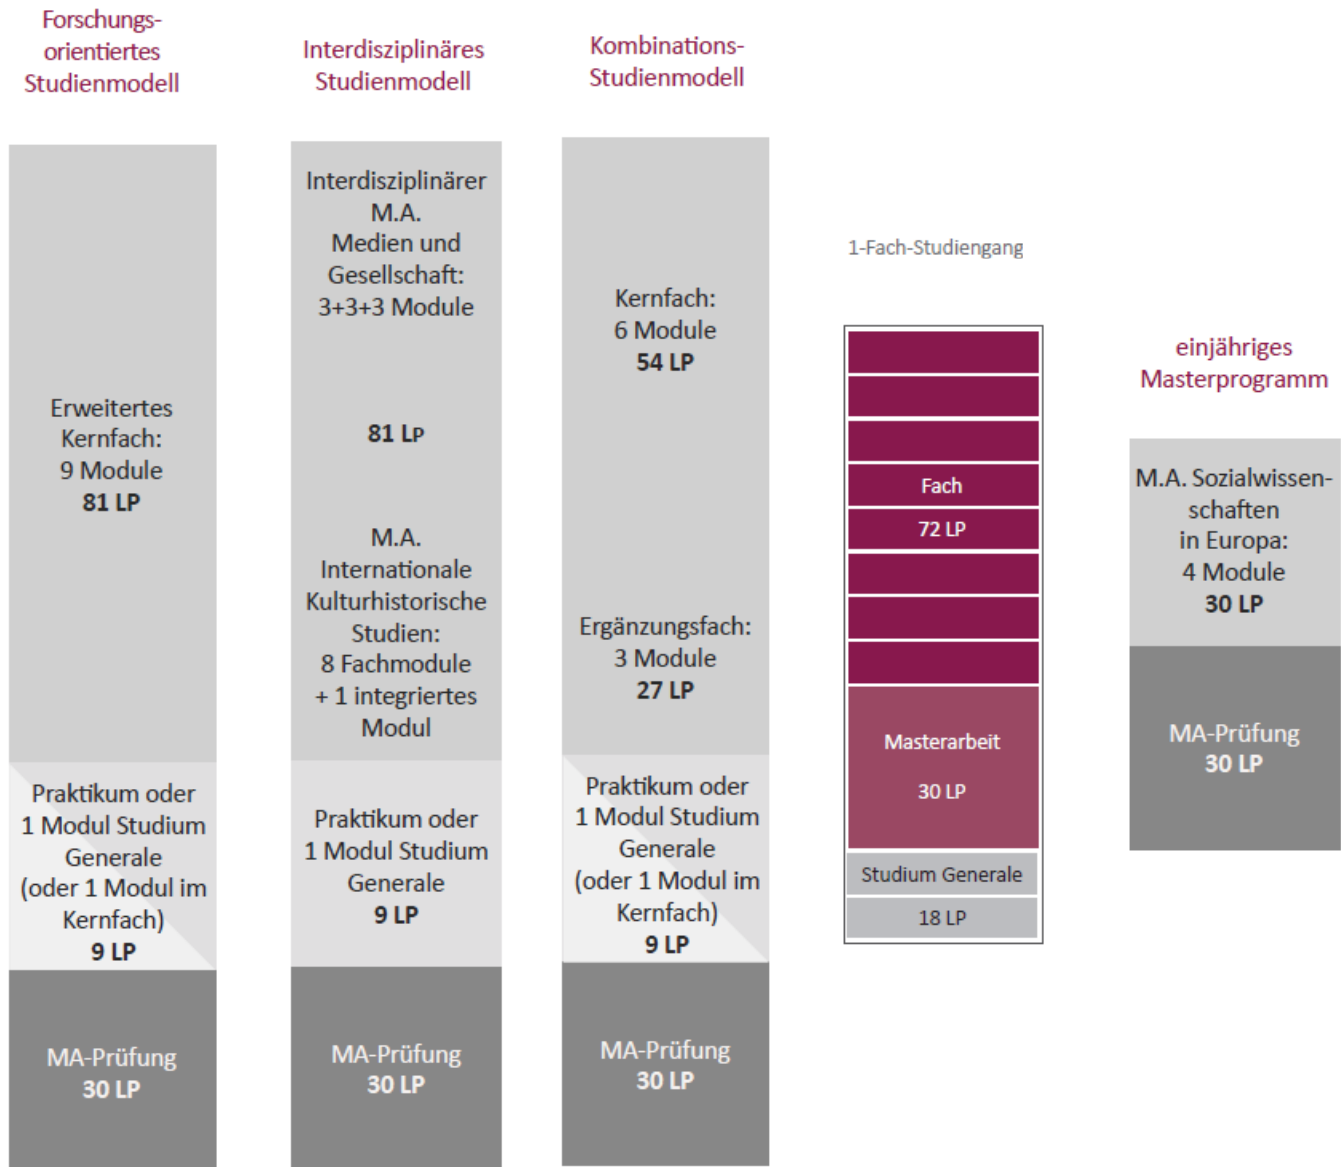 Forschungs-
orientiertes
Studienmodell
Erweitertes
Kernfach:
9 Module
81 LP
Praktikum oder
1 Modul Studium
Generale
(oder 1 Modul im
Kernfach)
9 LP
MA-Prüfung
30 LP
Interdisziplinäres
Studienmodell
Interdisziplinärer
M.A.
Medien und
Gesellschaft:
3+3+3 Module
81 LP
M.A.
Internationale
Kulturhistorische
Studien:
8 Fachmodule
+ 1 integriertes
Modul
Praktikum oder
1 Modul Studium
Generale
9 LP
MA-Prüfung
30 LP
Kombinations-
Studienmodell
Kernfach:
6 Module
54 LP
Ergänzungsfach:
3 Module
27 LP
Praktikum oder
1 Modul Studium
Generale
(oder 1 Modul im
Kernfach)
9 LP
MA-Prüfung
30 LP
1-Fach-Studiengang
Fach
72 LP
Masterarbeit
30 LP
Studium Generale
18 LP
einjähriges
Masterprogramm
M.A. Sozialwissen-
schaften
in Europa:
4 Module
30 LP
MA-Prüfung
30 LP